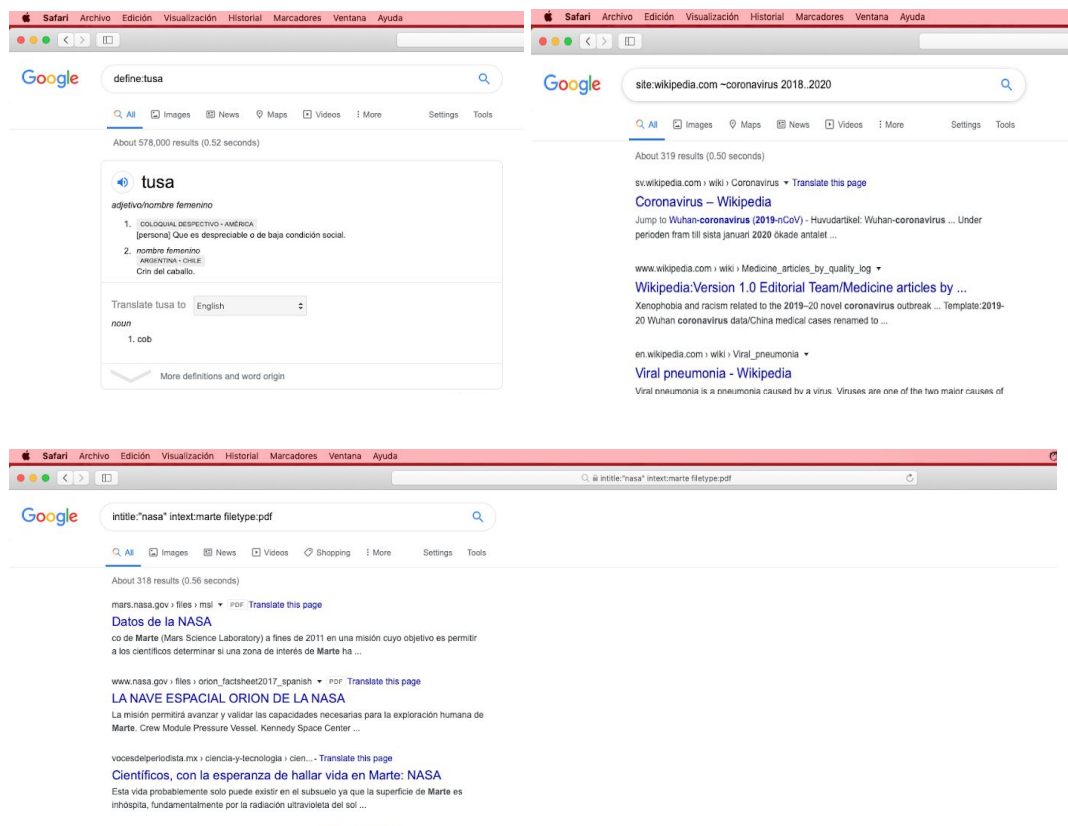 Safari Archivo Edición Visualización Historial Marcadores Ventana Ayuda
Google
define:tusa
All Images News Maps Videos More Settings Tools
About 578,000 results (0.52 seconds)
tusa
adjetivo/nombre femenino
1. COLOQUIAL DESPECTIVO • AMÉRICA
[persona] Que es despreciable o de baja condición social.
2. nombre femenino
ARGENTINA • CHILE
Crin del caballo.
Translate tusa to English
noun
1. cob
More definitions and word origin
Safari Archivo Edición Visualización Historial Marcadores Ventana Ayuda
Google
site:wikipedia.com ~coronavirus 2018..2020
All Images Maps News Videos More Settings Tools
About 319 results (0.50 seconds)
sv.wikipedia.com › wiki › Coronavirus Translate this page
Coronavirus – Wikipedia
Jump to Wuhan-coronavirus (2019-nCoV) - Huvudartikel: Wuhan-coronavirus ... Under
perioden fram till sista januari 2020 ökade antalet ...
www.wikipedia.com › wiki › Medicine_articles_by_quality_log
Wikipedia:Version 1.0 Editorial Team/Medicine articles by ...
Xenophobia and racism related to the 2019–20 novel coronavirus outbreak ... Template:2019-
20 Wuhan coronavirus data/China medical cases renamed to ...
en.wikipedia.com › wiki › Viral_pneumonia
Viral pneumonia - Wikipedia
Viral pneumonia is a pneumonia caused by a virus. Viruses are one of the two major causes of
Safari Archivo Edición Visualización Historial Marcadores Ventana Ayuda
intitle:"nasa" intext:marte filetype:pdf
Google
intitle:"nasa" intext:marte filetype:pdf
All Images News Videos Shopping More Settings Tools
About 318 results (0.56 seconds)
mars.nasa.gov › files › msl PDF Translate this page
Datos de la NASA
co de Marte (Mars Science Laboratory) a fines de 2011 en una misión cuyo objetivo es permitir
a los científicos determinar si una zona de interés de Marte ha ...
www.nasa.gov › files › orion_factsheet2017_spanish PDF Translate this page
LA NAVE ESPACIAL ORION DE LA NASA
La misión permitirá avanzar y validar las capacidades necesarias para la exploración humana de
Marte. Crew Module Pressure Vessel. Kennedy Space Center ...
vocesdelperiodista.mx › ciencia-y-tecnologia › cien... - Translate this page
Científicos, con la esperanza de hallar vida en Marte: NASA
Esta vida probablemente solo puede existir en el subsuelo ya que la superficie de Marte es
inhóspita, fundamentalmente por la radiación ultravioleta del sol ...